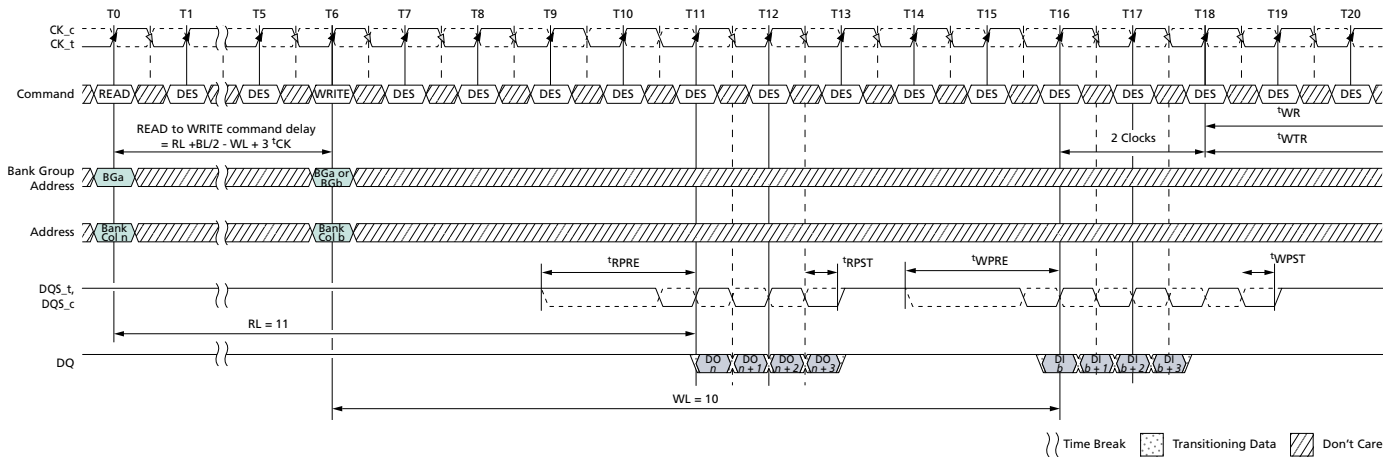 T0 T1 T5 T6 T7 T8 T9 T10 T11 T12 T13 T14 T15 T16 T17 T18 T19 T20
CK_c
CK_t
Command READ DES DES WRITE DES DES DES DES DES DES DES DES DES DES DES DES DES DES
tWR
READ to WRITE command delay
= RL +BL/2 - WL + 3 tCK
2 Clocks
tWTR
Bank Group
Address
BGa
BGa or
BGb
Address
Bank
Col n
Bank
Col b
tRPRE tRPST tWPRE tWPST
DQS_t,
DQS_c
RL = 11
DQ
DO
n
DO
n + 1
DO
n + 2
DO
n + 3
DI
b
DI
b + 1
DI
b + 2
DI
b + 3
WL = 10
Time Break Transitioning Data Don't Care